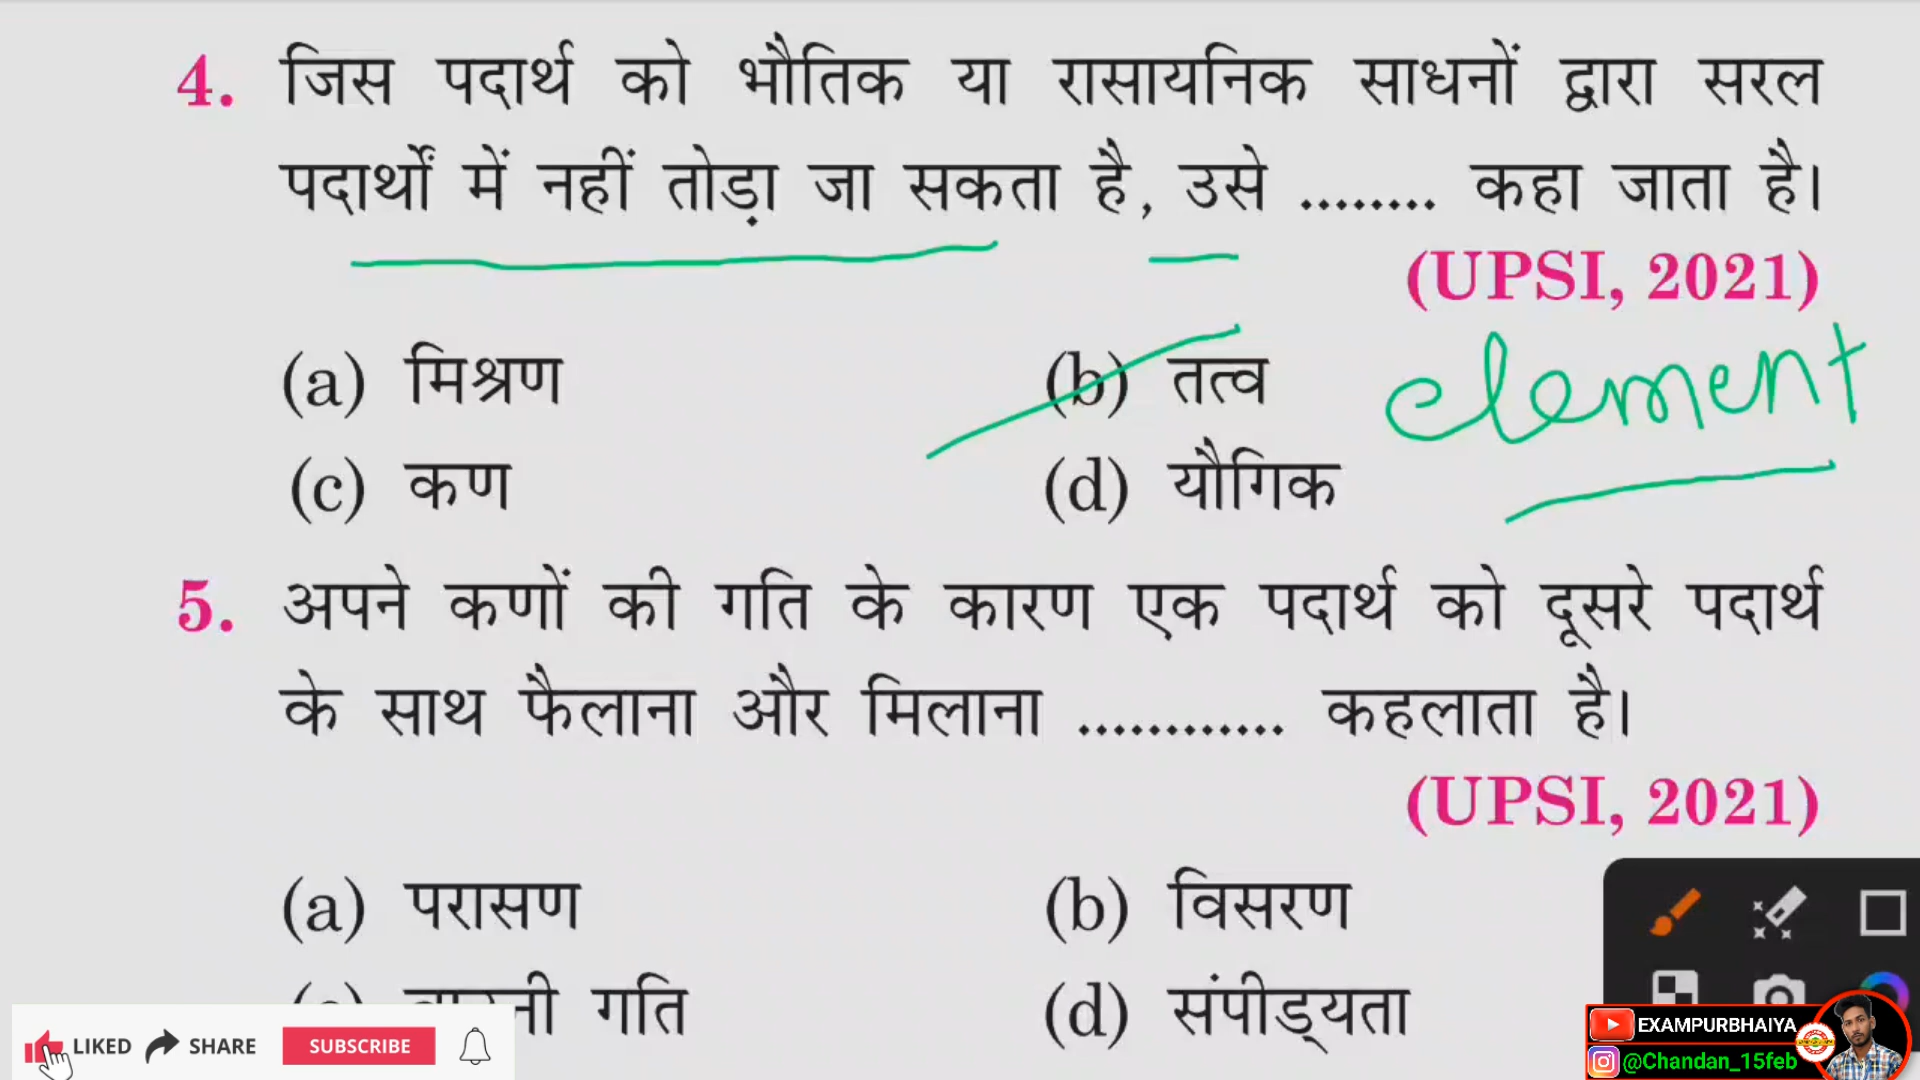 4. जिस पदार्थ को भौतिक या रासायनिक साधनों द्वारा सरल
पदार्थों में नहीं तोड़ा जा सकता है, उसे ........ कहा जाता है।
(UPSI, 2021)
(a) मिश्रण (b) तत्व element
(c) कण (d) यौगिक
5. अपने कणों की गति के कारण एक पदार्थ को दूसरे पदार्थ
के साथ फैलाना और मिलाना ............ कहलाता है।
(UPSI, 2021)
(a) परासण (b) विसरण
गति (d) संपीड्यता
LIKED SHARE SUBSCRIBE
EXAMPURBHAIYA
@Chandan_15feb